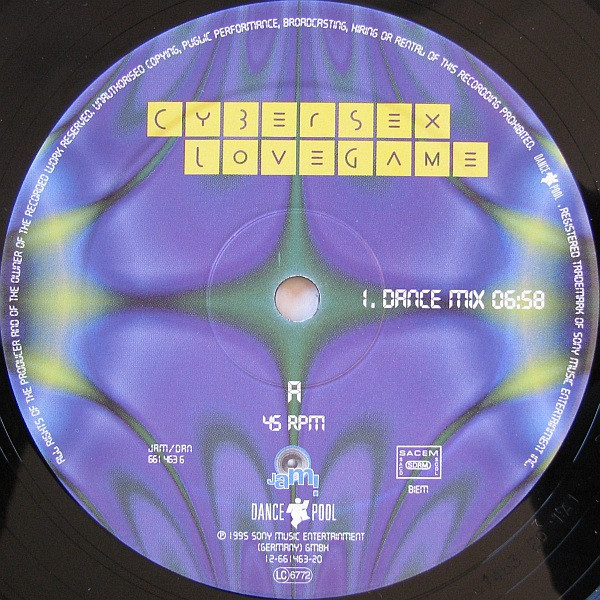 ALL RIGHTS OF THE PRODUCER AND OF THE OWNER OF THE RECORDED WORK RESERVED. UNAUTHORISED COPYING, PUBLIC PERFORMANCE, BROADCASTING, HIRING OR RENTAL OF THIS RECORDING PROHIBITED. DANCE POOL, REGISTERED TRADEMARK OF SONY MUSIC ENTERTAINMENT INC.
CYBERSEX
LOVEGAME
1. DANCE MIX 06:58
A
45 RPM
JAM/DAN
661463 6
SACEM
SACD SDRM SGDL
BIEM
Jam!
DANCE POOL
℗ 1995 SONY MUSIC ENTERTAINMENT
(GERMANY) GMBH
12-661463-20
LC 6772